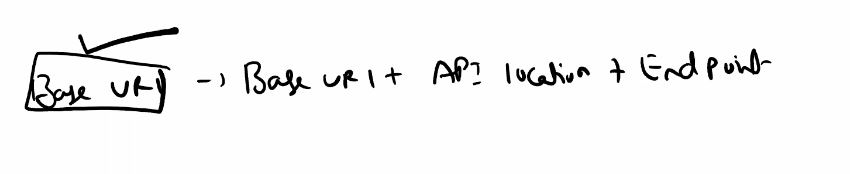 Base URL → Base URL + API location + Endpoint